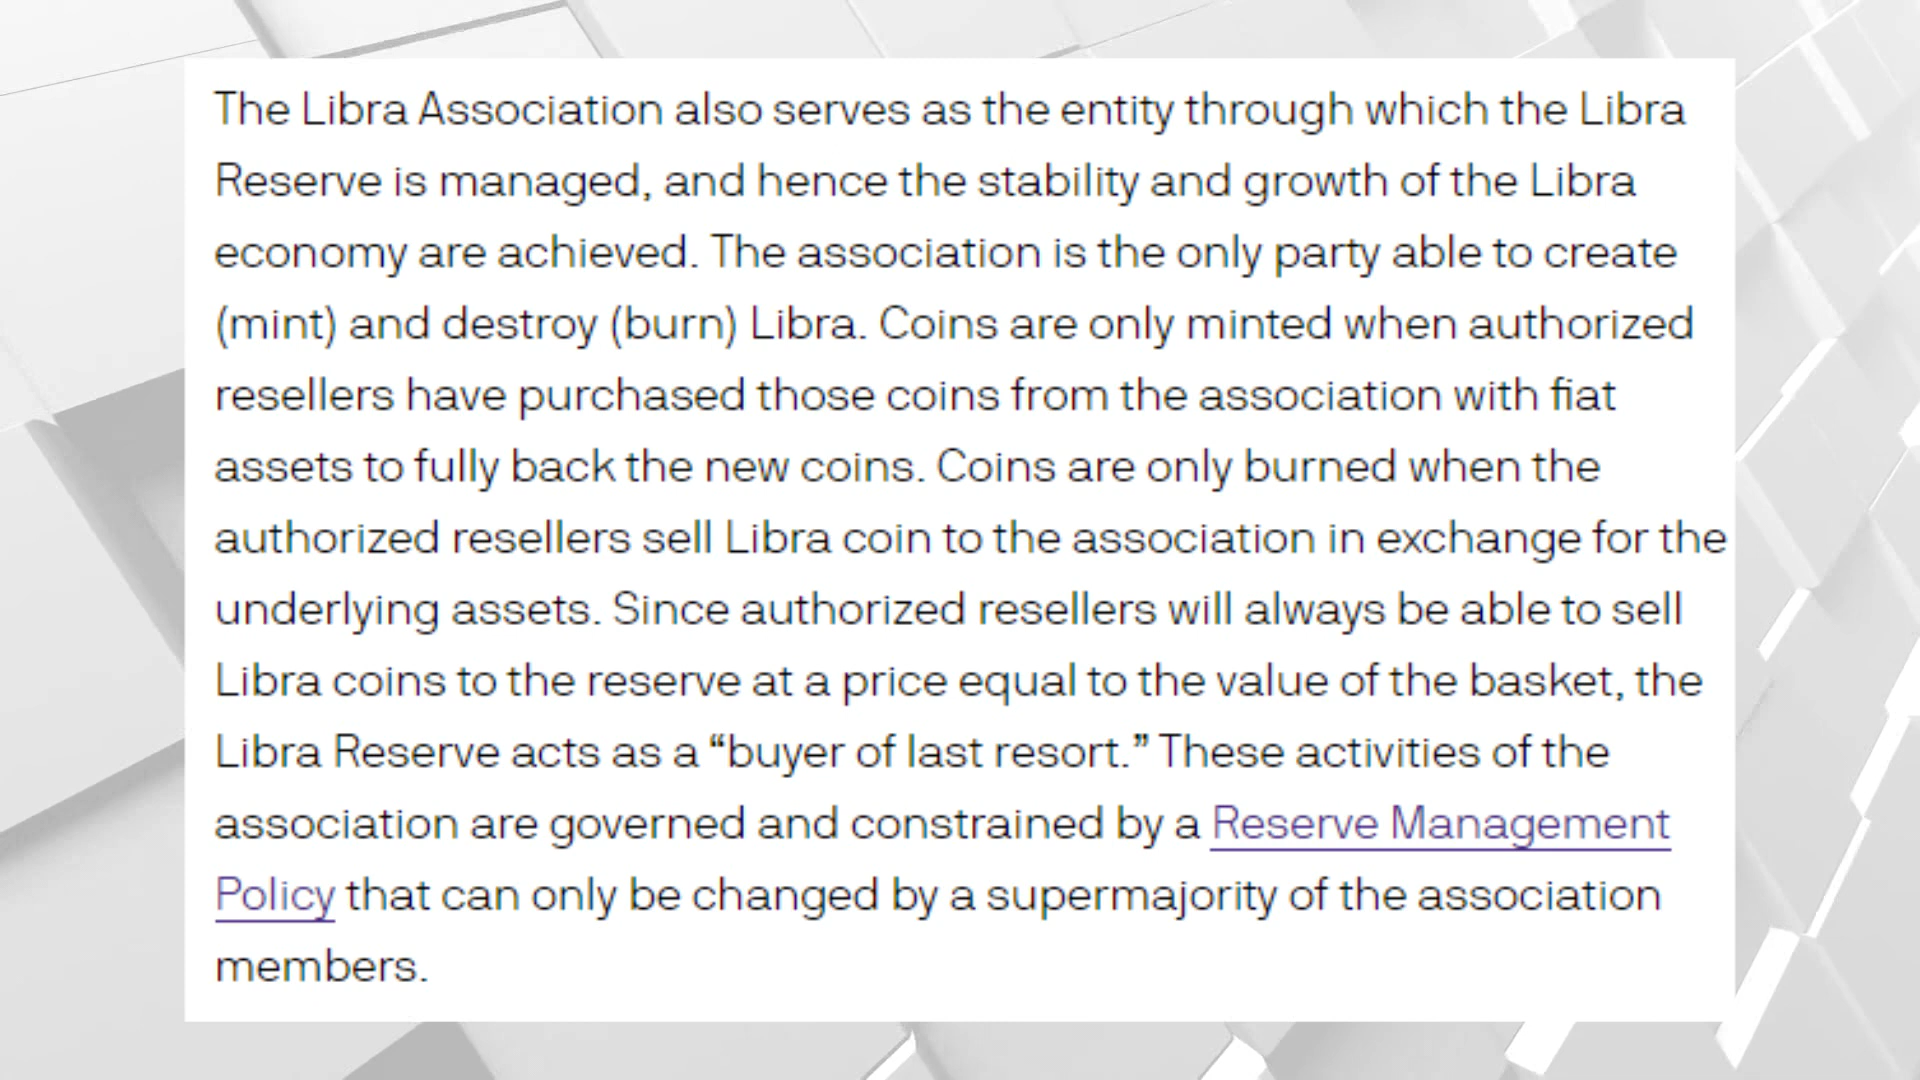 The Libra Association also serves as the entity through which the Libra
Reserve is managed, and hence the stability and growth of the Libra
economy are achieved. The association is the only party able to create
(mint) and destroy (burn) Libra. Coins are only minted when authorized
resellers have purchased those coins from the association with fiat
assets to fully back the new coins. Coins are only burned when the
authorized resellers sell Libra coin to the association in exchange for the
underlying assets. Since authorized resellers will always be able to sell
Libra coins to the reserve at a price equal to the value of the basket, the
Libra Reserve acts as a “buyer of last resort.” These activities of the
association are governed and constrained by a Reserve Management
Policy that can only be changed by a supermajority of the association
members.